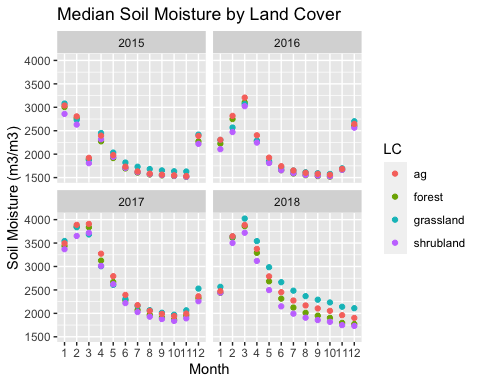 Median Soil Moisture by Land Cover
2015
2016
4000
3500
3000
2500
2000
1500
2017
2018
4000
3500
3000
2500
2000
1500
1 2 3 4 5 6 7 8 9 10 11 12
1 2 3 4 5 6 7 8 9 10 11 12
Month
Soil Moisture (m3/m3)
LC
ag
forest
grassland
shrubland